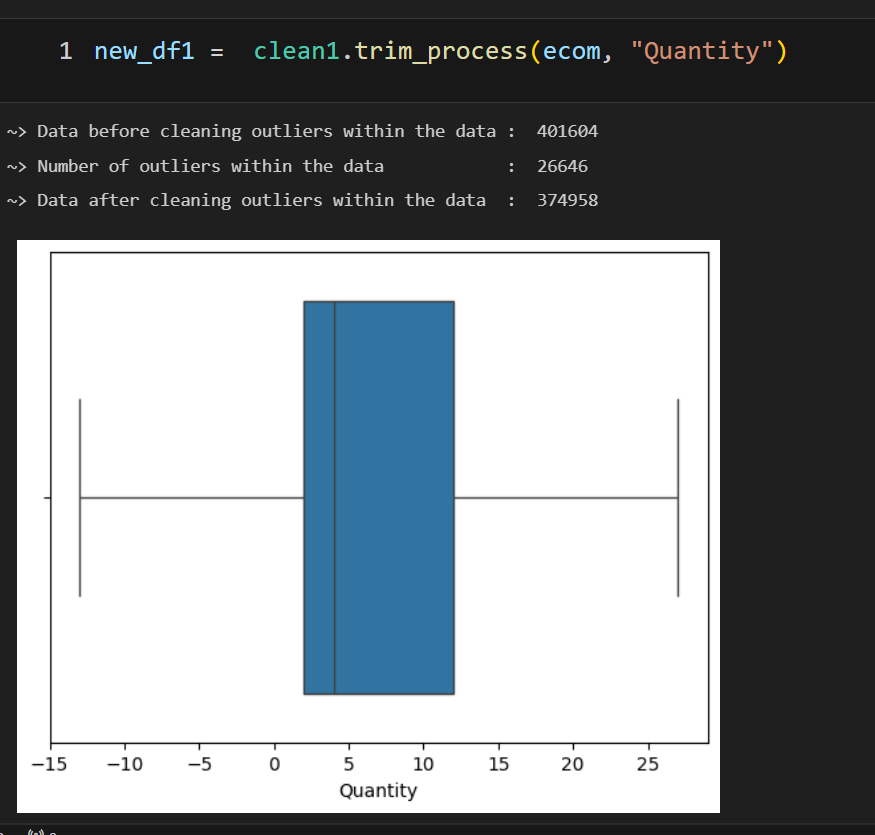 1 new_df1 =  clean1.trim_process(ecom, "Quantity")
~> Data before cleaning outliers within the data :  401604
~> Number of outliers within the data            :  26646
~> Data after cleaning outliers within the data  :  374958
−15 −10 −5 0 5 10 15 20 25
Quantity